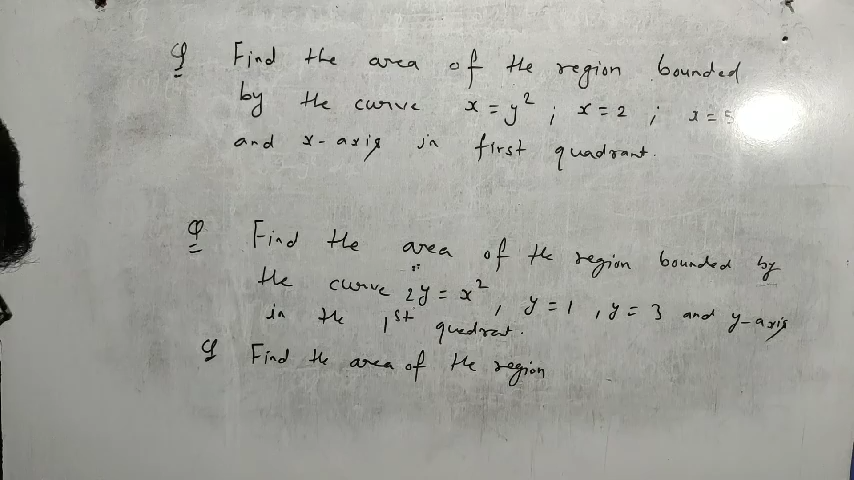 Q Find the area of the region bounded
by the curve x = y² ; x = 2 ; x = 5
and x-axis in first quadrant.
Q Find the area of the region bounded by
the curve 2y = x², y = 1, y = 3 and y-axis
in the 1st quedrat.
Q Find the area of the region